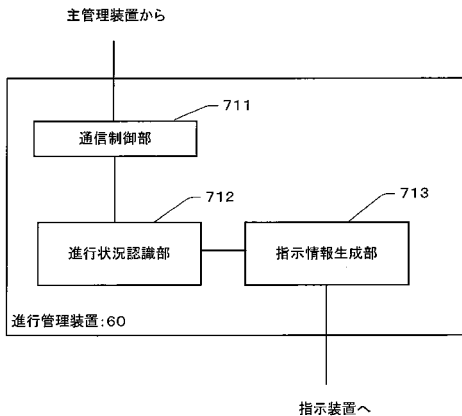 主管理装置から
711
通信制御部
712
713
進行状況認識部
指示情報生成部
進行管理装置:60
指示装置へ